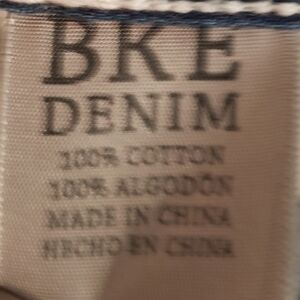 BKE
DENIM
100% COTTON
100% ALGODÓN
MADE IN CHINA
HECHO EN CHINA